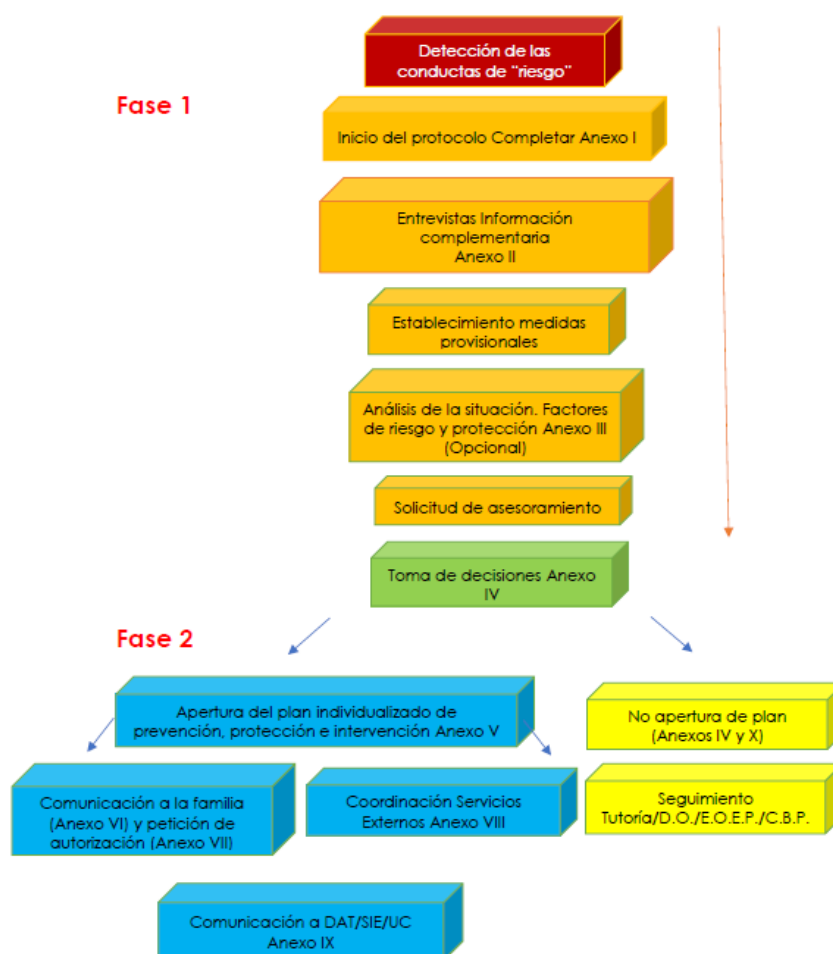 Detección de las
conductas de “riesgo”
Fase 1
Inicio del protocolo Completar Anexo I
Entrevistas Información
complementaria
Anexo II
Establecimiento medidas
provisionales
Análisis de la situación. Factores
de riesgo y protección Anexo III
(Opcional)
Solicitud de asesoramiento
Toma de decisiones Anexo
IV
Fase 2
Apertura del plan individualizado de
prevención, protección e intervención Anexo V
No apertura de plan
(Anexos IV y X)
Comunicación a la familia
(Anexo VI) y petición de
autorización (Anexo VII)
Coordinación Servicios
Externos Anexo VIII
Seguimiento
Tutoría/D.O./E.O.E.P./C.B.P.
Comunicación a DAT/SIE/UC
Anexo IX